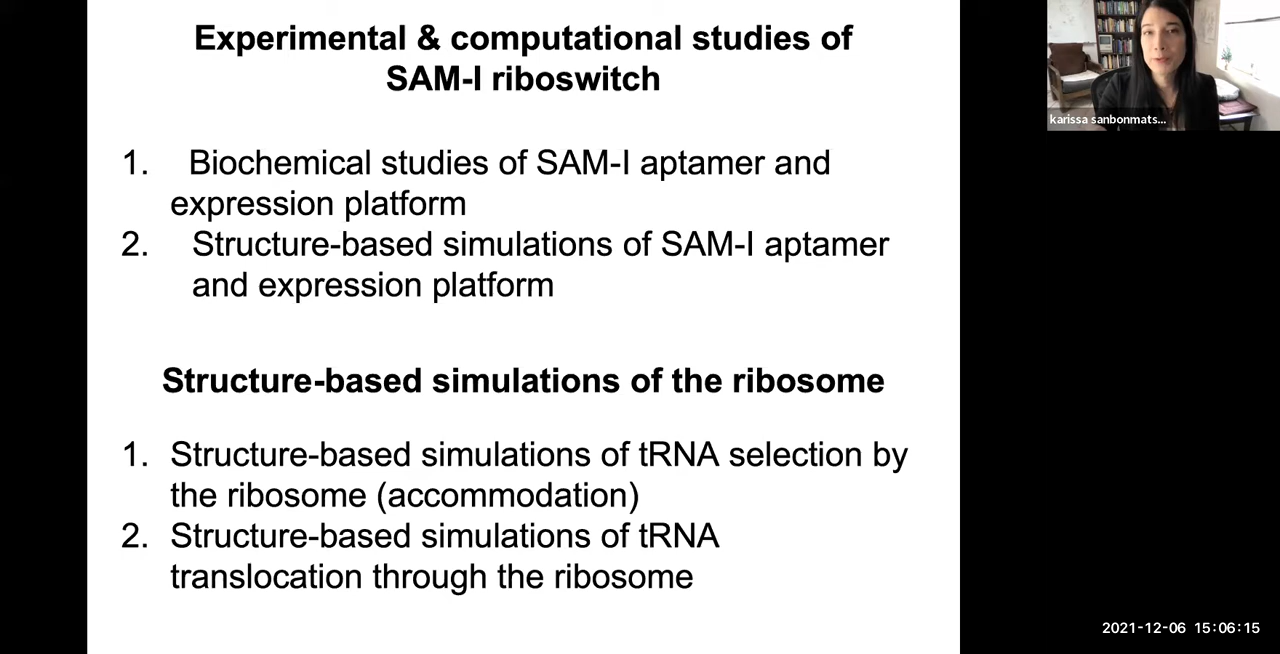 Experimental & computational studies of
SAM-I riboswitch
1. Biochemical studies of SAM-I aptamer and
expression platform
2. Structure-based simulations of SAM-I aptamer
and expression platform
Structure-based simulations of the ribosome
1. Structure-based simulations of tRNA selection by
the ribosome (accommodation)
2. Structure-based simulations of tRNA
translocation through the ribosome
karissa sanbonmats...
2021-12-06 15:06:15